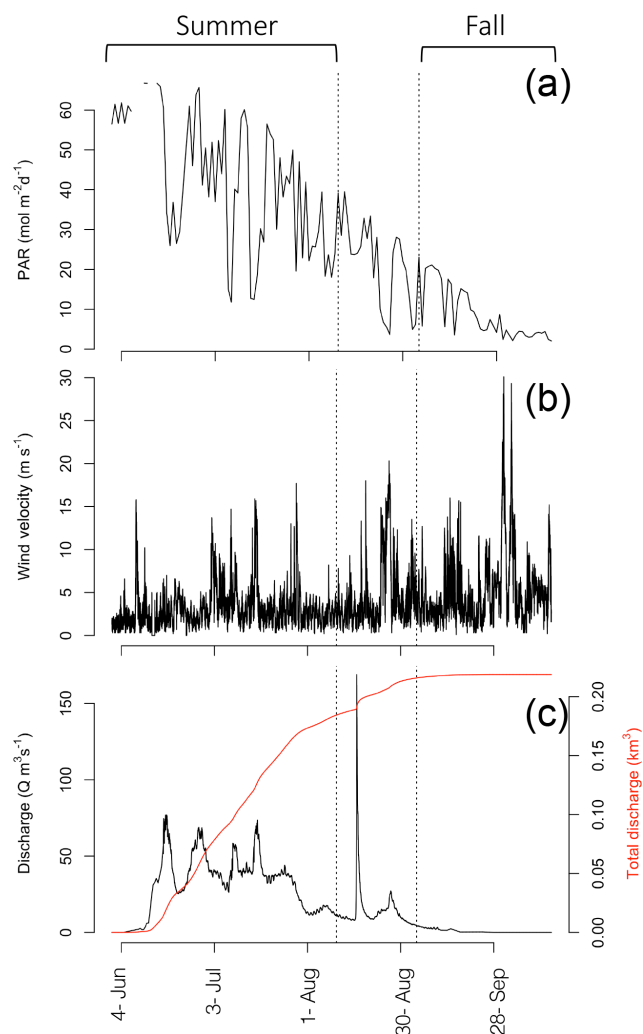 Summer Fall
(a)
PAR (mol m⁻²d⁻¹)
0 10 20 30 40 50 60
(b)
Wind velocity (m s⁻¹)
0 5 10 15 20 25 30
(c)
Discharge (Q m³s⁻¹)
0 50 100 150
Total discharge (km³)
0.00 0.05 0.10 0.15 0.20
4- Jun
3-Jul
1- Aug
30-Aug
28-Sep